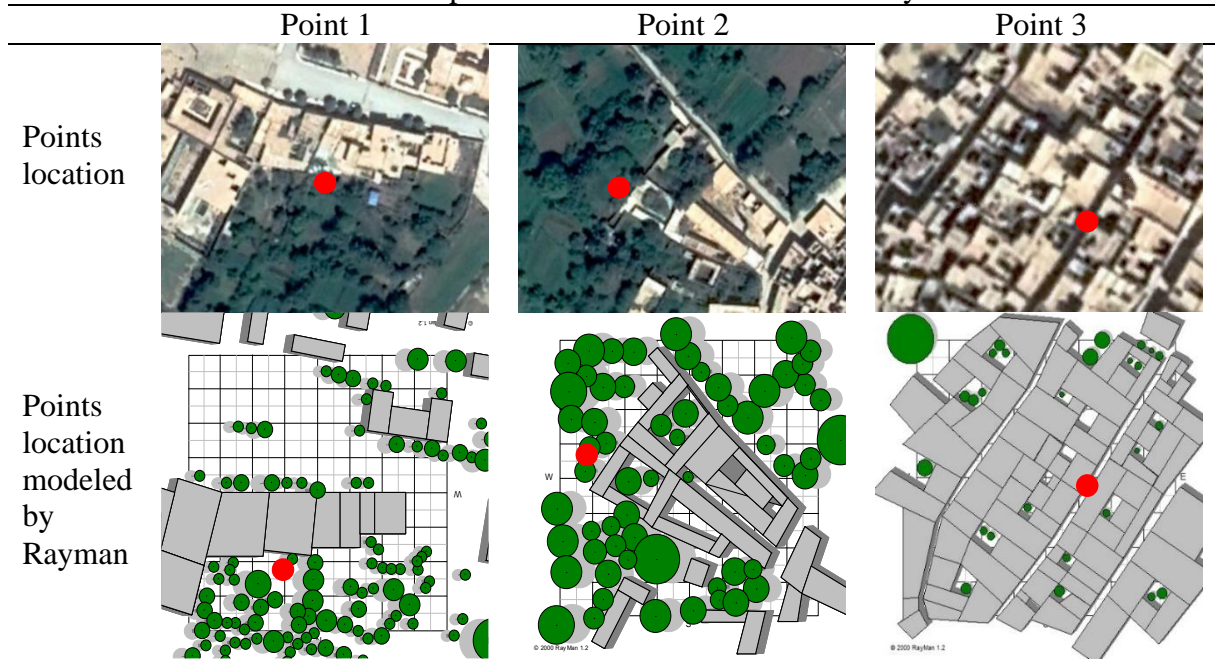 Point 1 Point 2 Point 3
Points
location
Points
location
modeled
by
Rayman
W
W
E
© 2000 RayMan 1.2
© 2000 RayMan 1.2